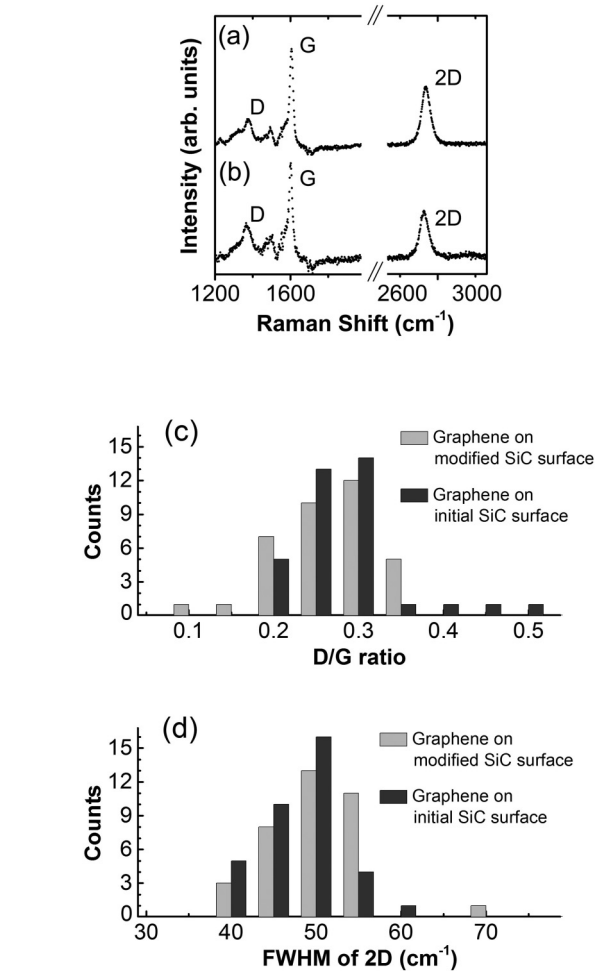 (a)
G
D
2D
(b)
G
D
2D
Intensity (arb. units)
1200 1600 2600 3000
Raman Shift (cm⁻¹)
(c)
Graphene on
modified SiC surface
Graphene on
initial SiC surface
Counts
15
12
9
6
3
0
0.1 0.2 0.3 0.4 0.5
D/G ratio
(d)
Graphene on
modified SiC surface
Graphene on
initial SiC surface
Counts
15
12
9
6
3
0
30 40 50 60 70
FWHM of 2D (cm⁻¹)